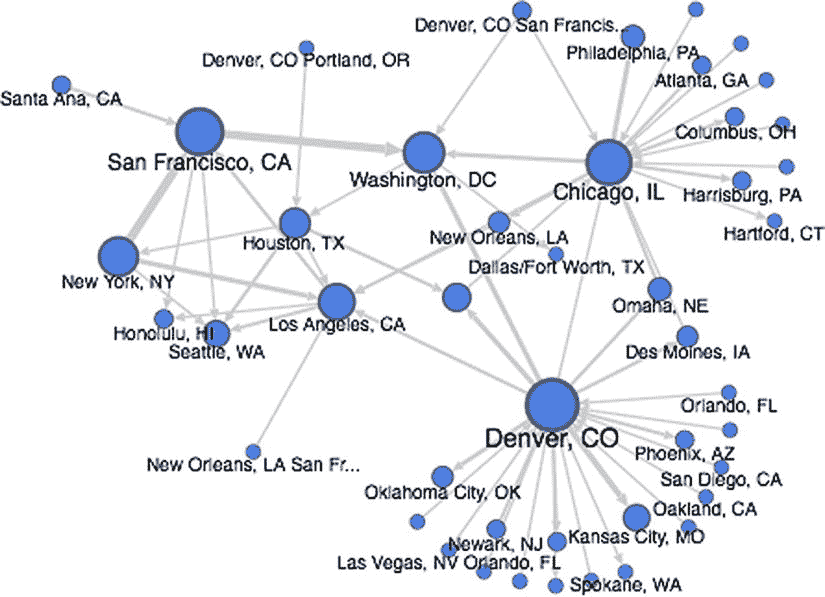 Denver, CO San Francis...
Philadelphia, PA
Denver, CO Portland, OR
Atlanta, GA
Santa Ana, CA
Columbus, OH
San Francisco, CA
Washington, DC
Chicago, IL
Harrisburg, PA
Houston, TX
New Orleans, LA
Hartford, CT
Dallas/Fort Worth, TX
New York, NY
Omaha, NE
Los Angeles, CA
Honolulu, HI
Seattle, WA
Des Moines, IA
Orlando, FL
Denver, CO
Phoenix, AZ
New Orleans, LA San Fr...
San Diego, CA
Oklahoma City, OK
Oakland, CA
Kansas City, MO
Newark, NJ
Las Vegas, NV Orlando, FL
Spokane, WA